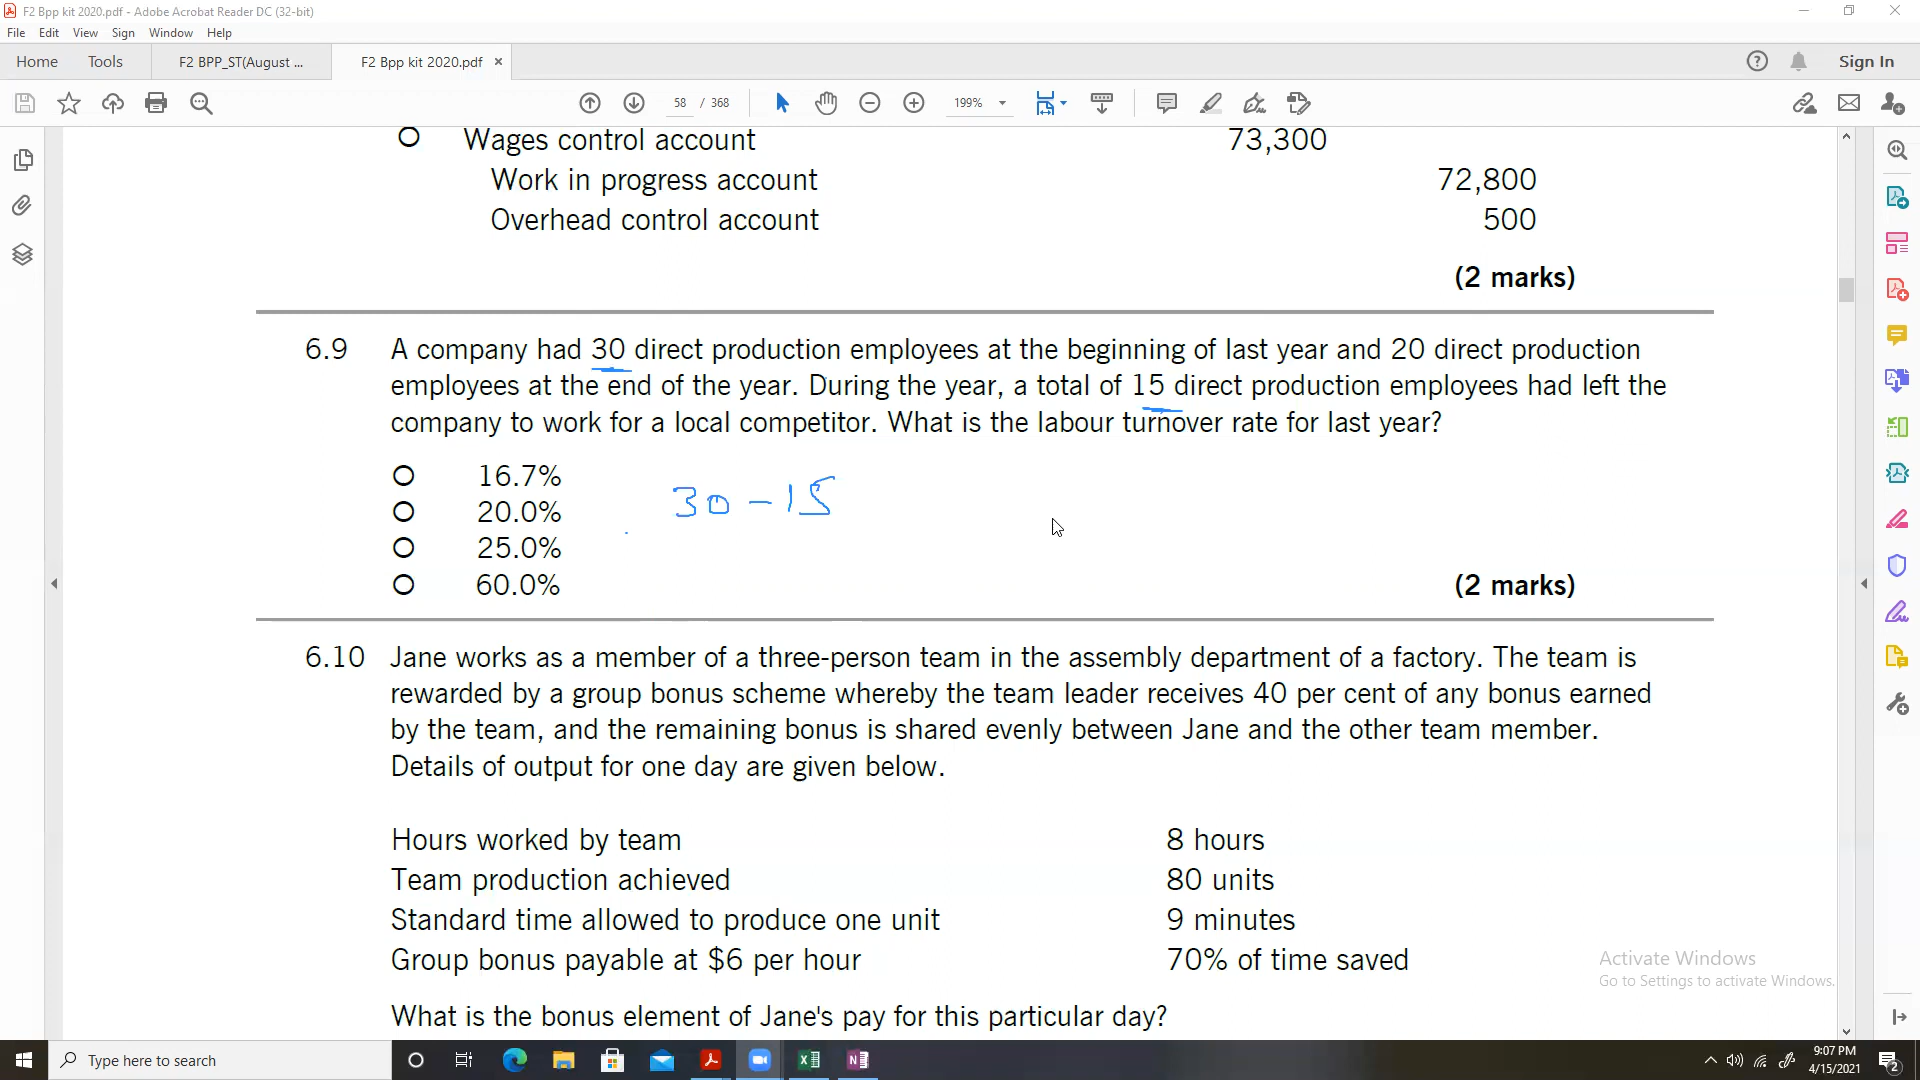 F2 Bpp kit 2020.pdf - Adobe Acrobat Reader DC (32-bit)
File Edit View Sign Window Help
Home Tools F2 BPP_ST(August ... F2 Bpp kit 2020.pdf × Sign In
58 / 368 199%
Wages control account 73,300
Work in progress account 72,800
Overhead control account 500
(2 marks)
6.9 A company had 30 direct production employees at the beginning of last year and 20 direct production
employees at the end of the year. During the year, a total of 15 direct production employees had left the
company to work for a local competitor. What is the labour turnover rate for last year?
16.7%
30 - 15
20.0%
25.0%
60.0% (2 marks)
6.10 Jane works as a member of a three-person team in the assembly department of a factory. The team is
rewarded by a group bonus scheme whereby the team leader receives 40 per cent of any bonus earned
by the team, and the remaining bonus is shared evenly between Jane and the other team member.
Details of output for one day are given below.
Hours worked by team 8 hours
Team production achieved 80 units
Standard time allowed to produce one unit 9 minutes
Group bonus payable at $6 per hour 70% of time saved
Activate Windows
Go to Settings to activate Windows.
What is the bonus element of Jane's pay for this particular day?
Type here to search
9:07 PM
4/15/2021
2